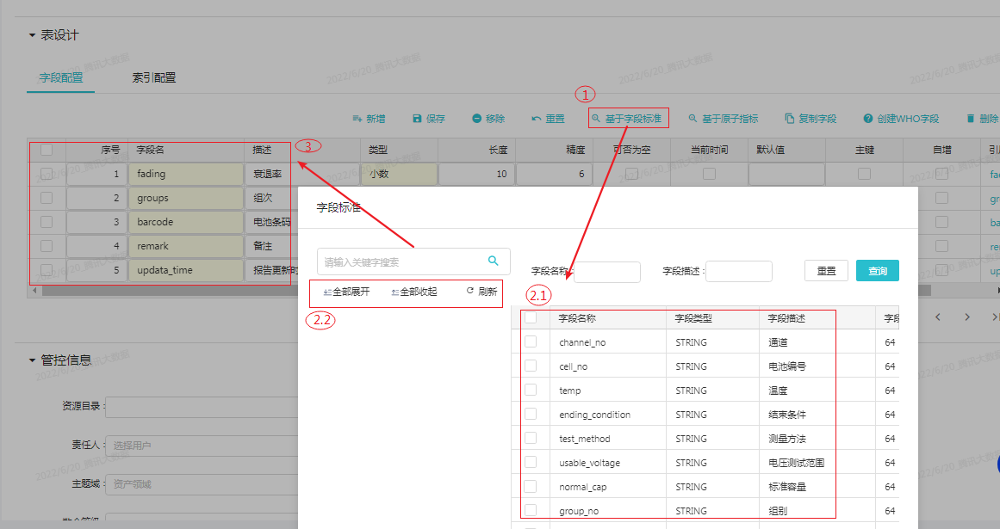 表设计
字段配置 索引配置
①
新增 保存 移除 重置 基于字段标准 基于原子指标 复制字段 创建WHO字段 删除
③
序号 字段名 描述 类型 长度 精度 可否为空 当前时间 默认值 主键 自增
1 fading 衰退率 小数 10 6
2 groups 组次
3 barcode 电池条码
4 remark 备注
5 updata_time 报告更新时
字段标准
请输入关键字搜索
字段名称: 字段描述: 重置 查询
全部展开 全部收起 刷新
2.1
2.2
字段名称 字段类型 字段描述
channel_no STRING 通道 64
cell_no STRING 电池编号 64
temp STRING 温度 64
ending_condition STRING 结束条件 64
test_method STRING 测量方法 64
usable_voltage STRING 电压测试范围 64
normal_cap STRING 标准容量 64
group_no STRING 组别 64
管控信息
资源目录:
责任人: 选择用户
主题域: 资产领域
2022/6/20_腾讯大数据